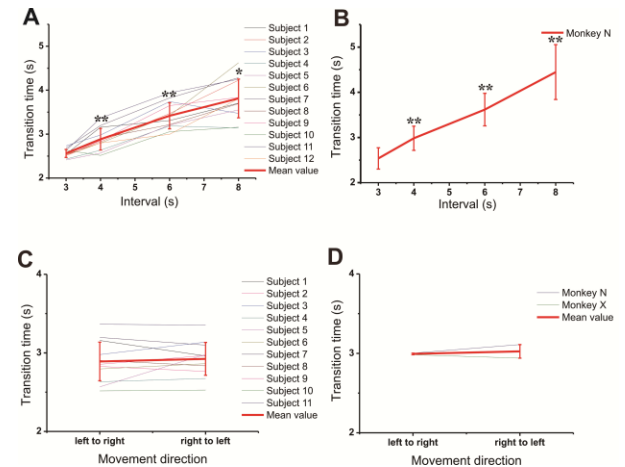 A
Transition time (s)
5
4
3
2
3 4 5 6 7 8
Interval (s)
**
**
*
Subject 1
Subject 2
Subject 3
Subject 4
Subject 5
Subject 6
Subject 7
Subject 8
Subject 9
Subject 10
Subject 11
Subject 12
Mean value
B
Transition time (s)
5
4
3
2
3 4 5 6 7 8
Interval (s)
**
**
**
Monkey N
C
Transition time (s)
4
3
2
left to right right to left
Movement direction
Subject 1
Subject 2
Subject 3
Subject 4
Subject 5
Subject 6
Subject 7
Subject 8
Subject 9
Subject 10
Subject 11
Mean value
D
Transition time (s)
4
3
2
left to right right to left
Movement direction
Monkey N
Monkey X
Mean value